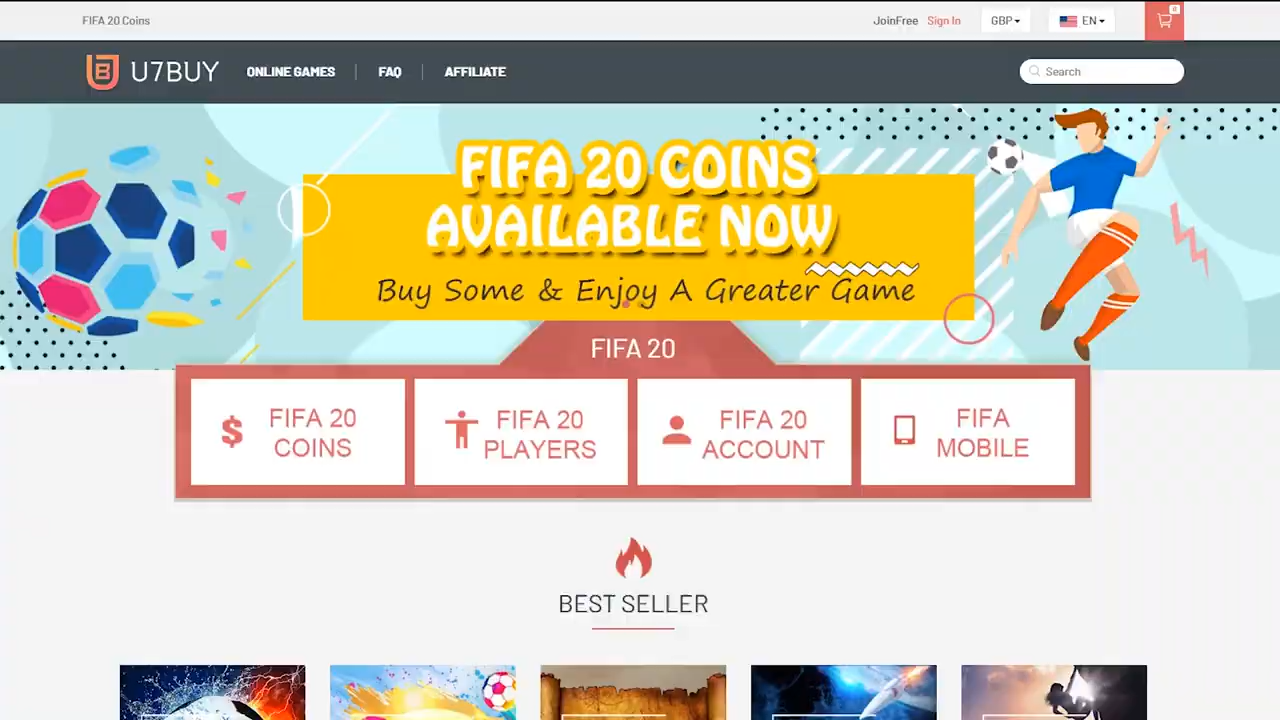 FIFA 20 Coins
JoinFree Sign In GBP EN 0
U7BUY ONLINE GAMES FAQ AFFILIATE Search
FIFA 20 COINS
AVAILABLE NOW
Buy Some & Enjoy A Greater Game
FIFA 20
FIFA 20
COINS
FIFA 20
PLAYERS
FIFA 20
ACCOUNT
FIFA
MOBILE
BEST SELLER